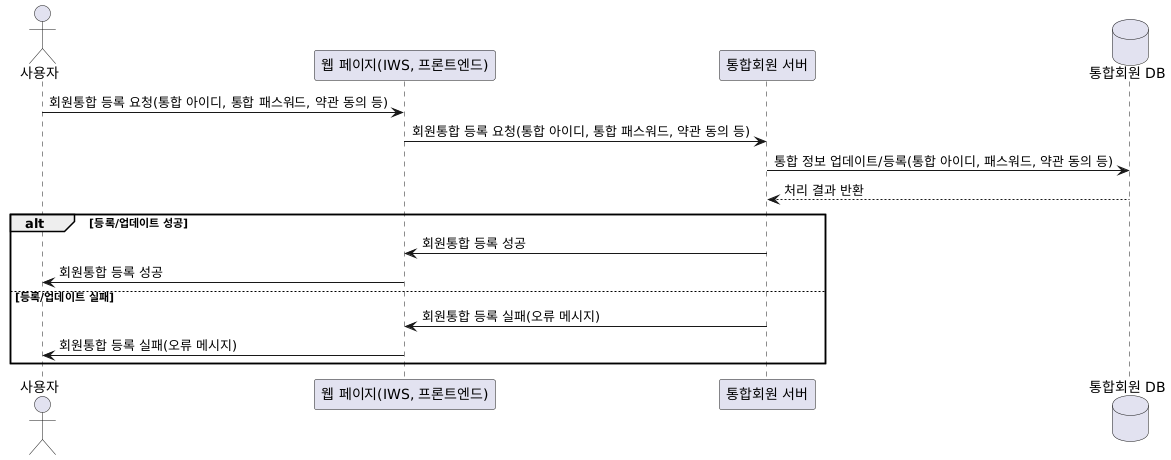 사용자
웹 페이지(IWS, 프론트엔드)
통합회원 서버
통합회원 DB
회원통합 등록 요청(통합 아이디, 통합 패스워드, 약관 동의 등)
회원통합 등록 요청(통합 아이디, 통합 패스워드, 약관 동의 등)
통합 정보 업데이트/등록(통합 아이디, 패스워드, 약관 동의 등)
처리 결과 반환
alt [등록/업데이트 성공]
회원통합 등록 성공
회원통합 등록 성공
[등록/업데이트 실패]
회원통합 등록 실패(오류 메시지)
회원통합 등록 실패(오류 메시지)
사용자
웹 페이지(IWS, 프론트엔드)
통합회원 서버
통합회원 DB